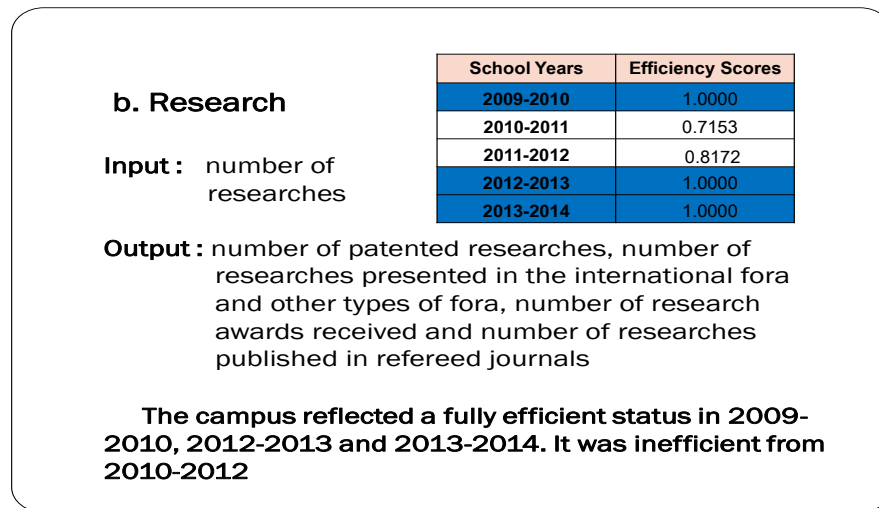 b. Research
School Years Efficiency Scores
2009-2010 1.0000
2010-2011 0.7153
2011-2012 0.8172
2012-2013 1.0000
2013-2014 1.0000
Input : number of
researches
Output : number of patented researches, number of
researches presented in the international fora
and other types of fora, number of research
awards received and number of researches
published in refereed journals
The campus reflected a fully efficient status in 2009-
2010, 2012-2013 and 2013-2014. It was inefficient from
2010-2012